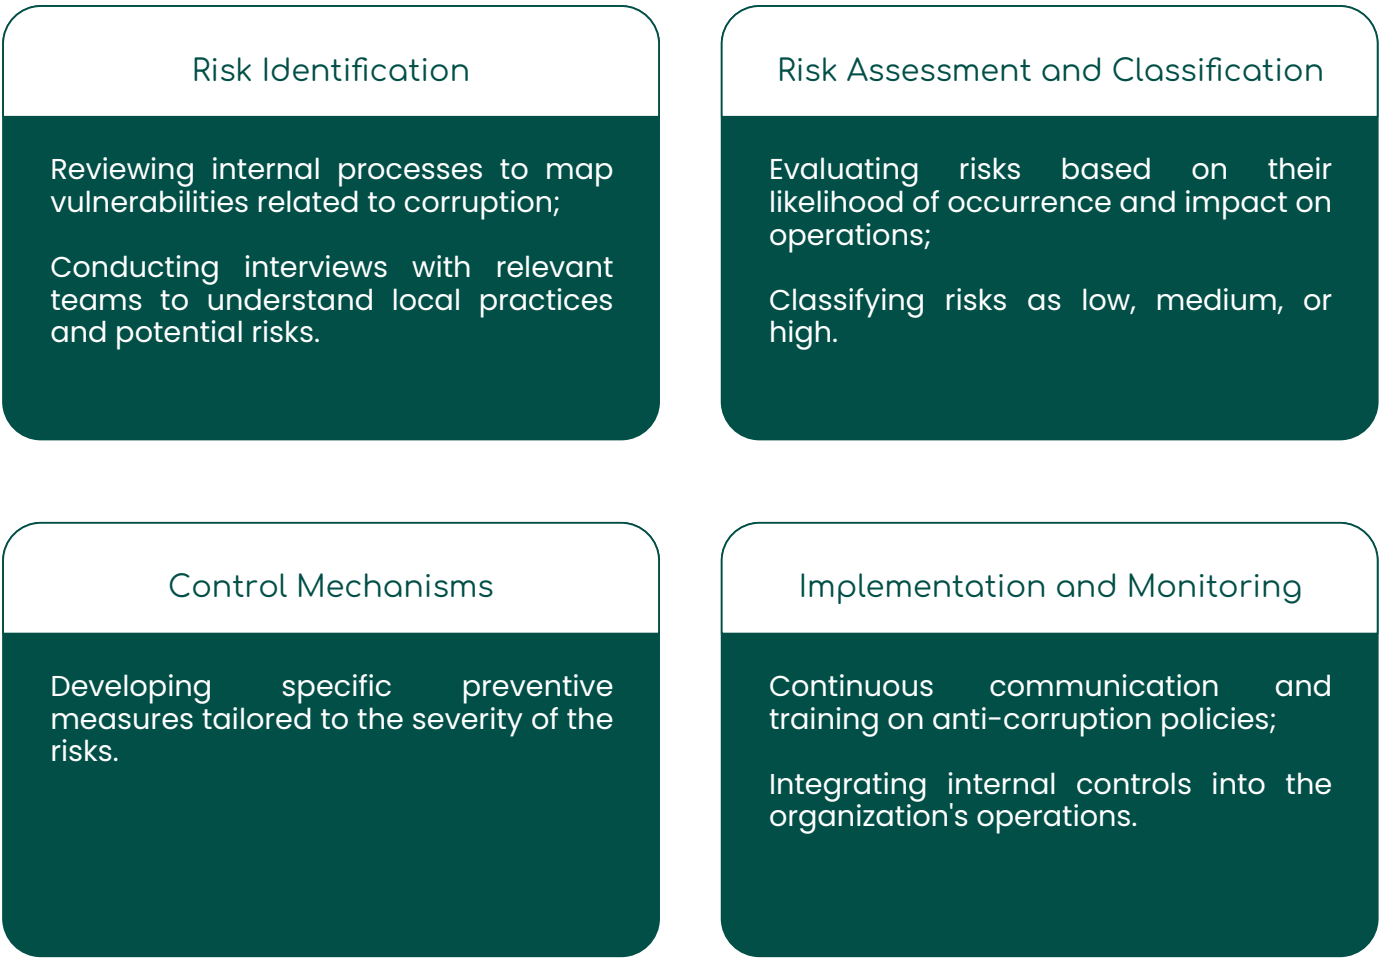 Risk Identification
Reviewing internal processes to map
vulnerabilities related to corruption;
Conducting interviews with relevant
teams to understand local practices
and potential risks.
Risk Assessment and Classification
Evaluating risks based on their
likelihood of occurrence and impact on
operations;
Classifying risks as low, medium, or
high.
Control Mechanisms
Developing specific preventive
measures tailored to the severity of the
risks.
Implementation and Monitoring
Continuous communication and
training on anti-corruption policies;
Integrating internal controls into the
organization's operations.